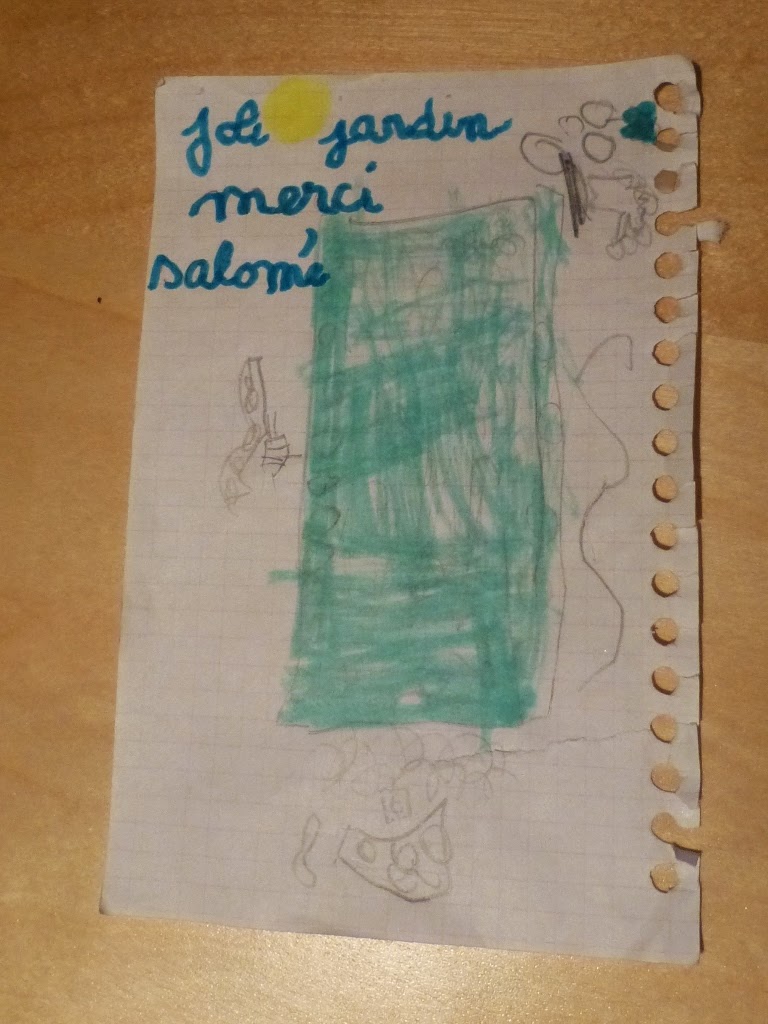 joli jardin
merci
salomé